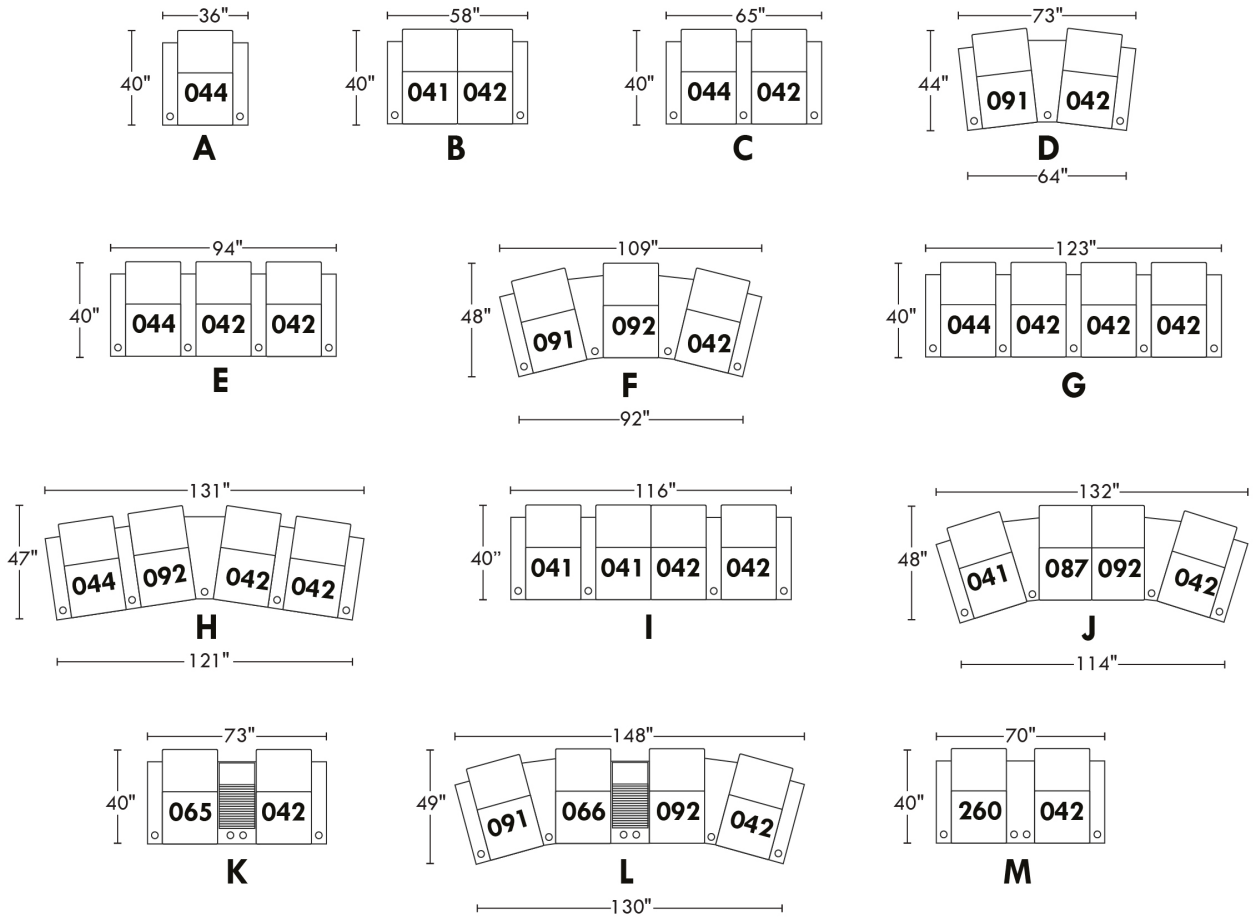 36" 58" 65" 73"
40" 044 40" 041 042 40" 044 042 44" 091 042
A B C D
64"
94" 109" 123"
40" 044 042 042 48" 091 092 042 40" 044 042 042 042
E F G
92"
131" 116" 132"
47" 044 092 042 042 40” 041 041 042 042 48" 041 087 092 042
H I J
121" 114"
73" 148" 70"
40" 065 042 49" 091 066 092 042 40" 260 042
K L M
130"